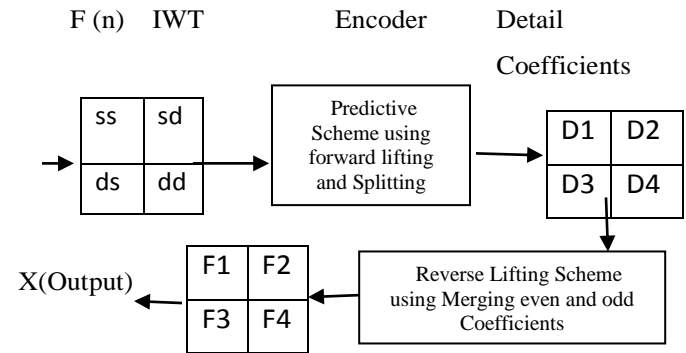 F (n) IWT Encoder Detail
Coefficients
ss sd
ds dd
Predictive
Scheme using
forward lifting
and Splitting
D1 D2
D3 D4
X(Output)
F1 F2
F3 F4
Reverse Lifting Scheme
using Merging even and odd
Coefficients